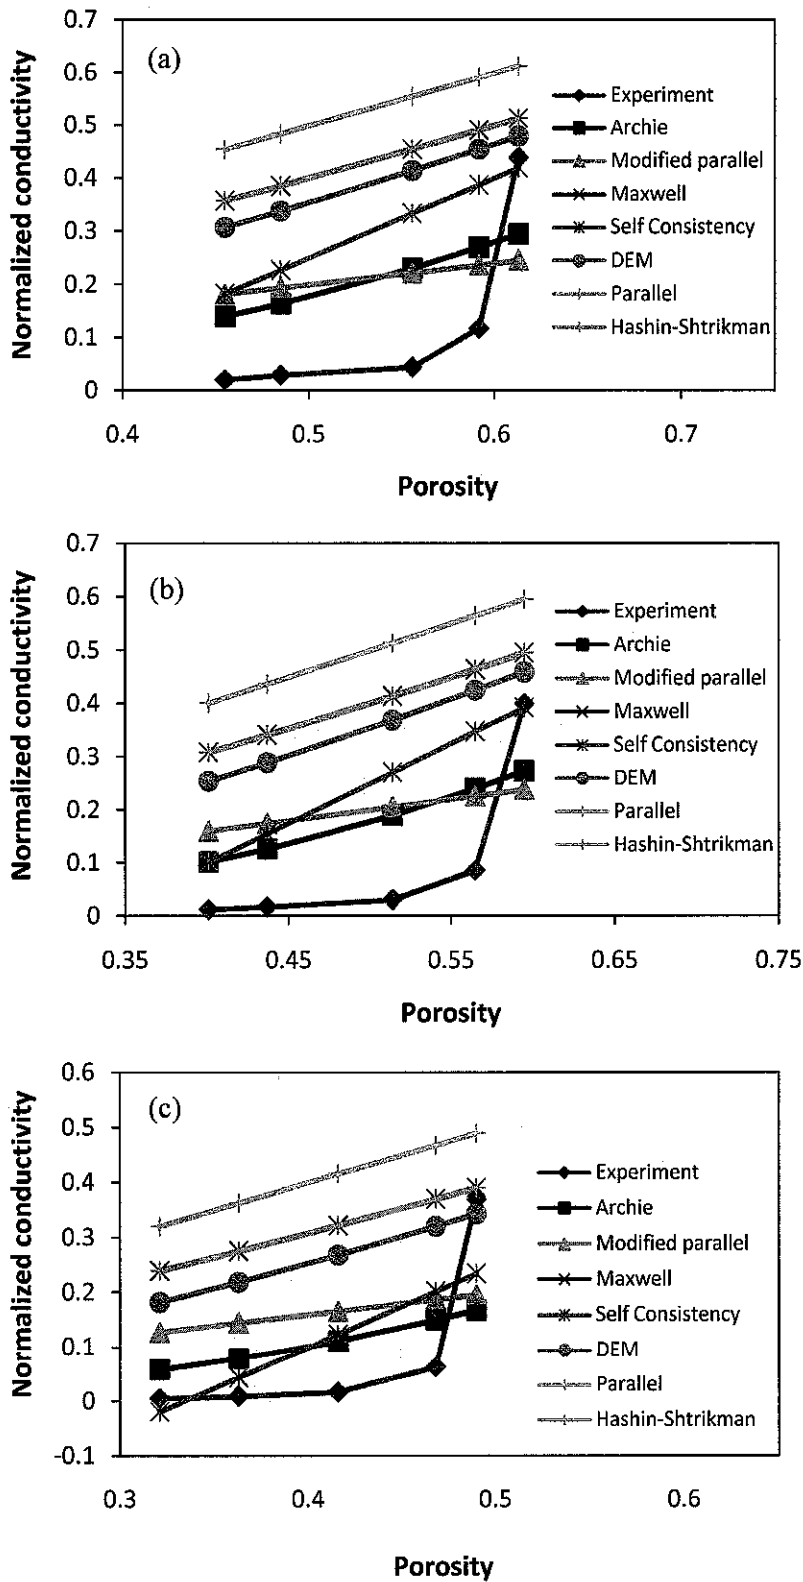 (a)
Normalized conductivity
0.7
0.6
0.5
0.4
0.3
0.2
0.1
0
0.4
0.5
0.6
0.7
Porosity
Experiment
Archie
Modified parallel
Maxwell
Self Consistency
DEM
Parallel
Hashin-Shtrikman
(b)
Normalized conductivity
0.7
0.6
0.5
0.4
0.3
0.2
0.1
0
0.35
0.45
0.55
0.65
0.75
Porosity
Experiment
Archie
Modified parallel
Maxwell
Self Consistency
DEM
Parallel
Hashin-Shtrikman
(c)
Normalized conductivity
0.6
0.5
0.4
0.3
0.2
0.1
0
-0.1
0.3
0.4
0.5
0.6
Porosity
Experiment
Archie
Modified parallel
Maxwell
Self Consistency
DEM
Parallel
Hashin-Shtrikman